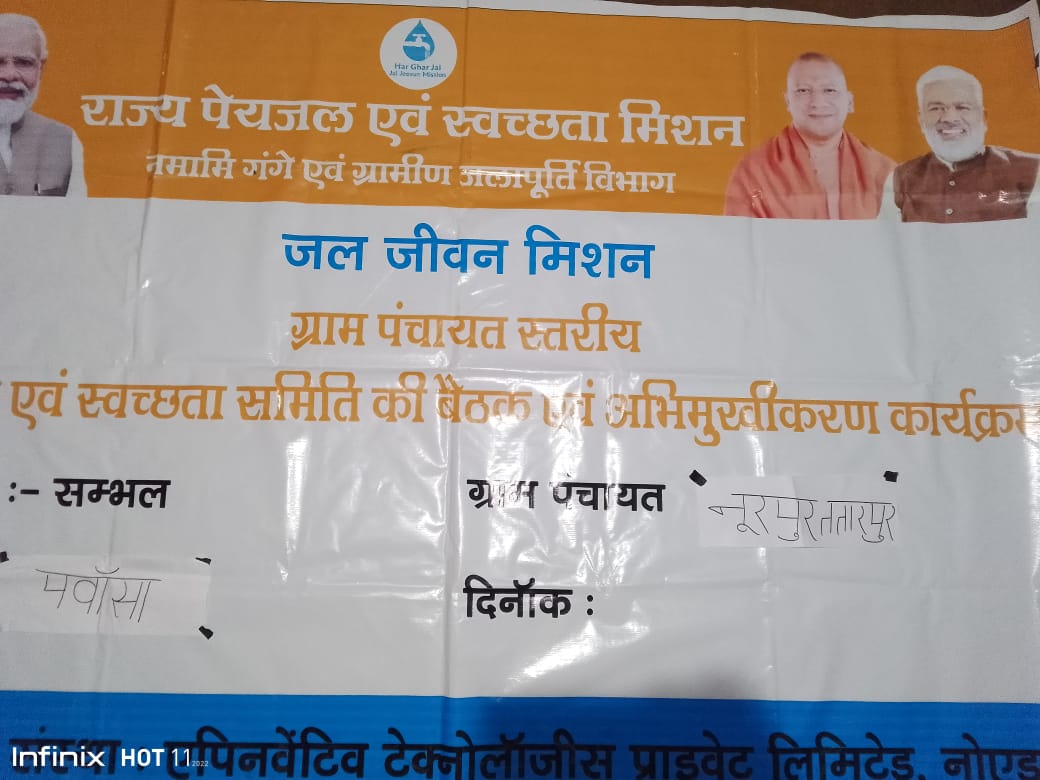 Har Ghar Jal
Jal Jeevan Mission
राज्य पेयजल एवं स्वच्छता मिशन
नमामि गंगे एवं ग्रामीण जलापूर्ति विभाग
जल जीवन मिशन
ग्राम पंचायत स्तरीय
एवं स्वच्छता समिति की बैठक एवं अभिमुखीकरण कार्यक्रम
:– सम्भल ग्राम पंचायत नूरपुरततारपुर
पवाँसा दिनॉक :
संस्था : एपिनवेंटिव टेक्नोलॉजीस प्राइवेट लिमिटेड, नोएड
Infinix HOT 11 2022